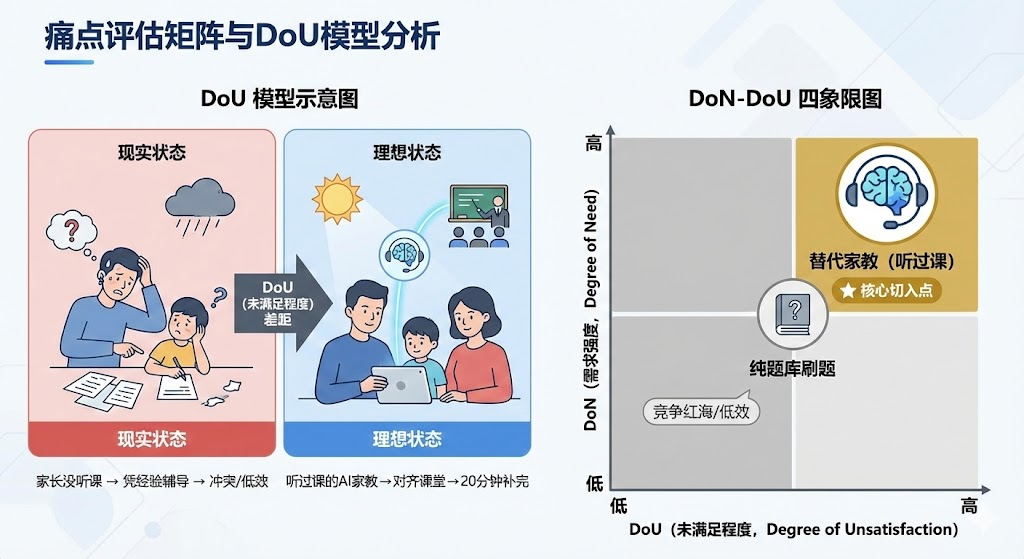 痛点评估矩阵与DoU模型分析
DoU 模型示意图
现实状态
?
?
DoU
(未满足程度)
差距
理想状态
现实状态
理想状态
家长没听课 → 凭经验辅导 → 冲突/低效
听过课的AI家教→对齐课堂→20分钟补完
DoN-DoU 四象限图
高
DoN（需求强度，Degree of Need）
替代家教（听过课）
核心切入点
?
纯题库刷题
竞争红海/低效
低
低
高
DoU（未满足程度，Degree of Unsatisfaction）